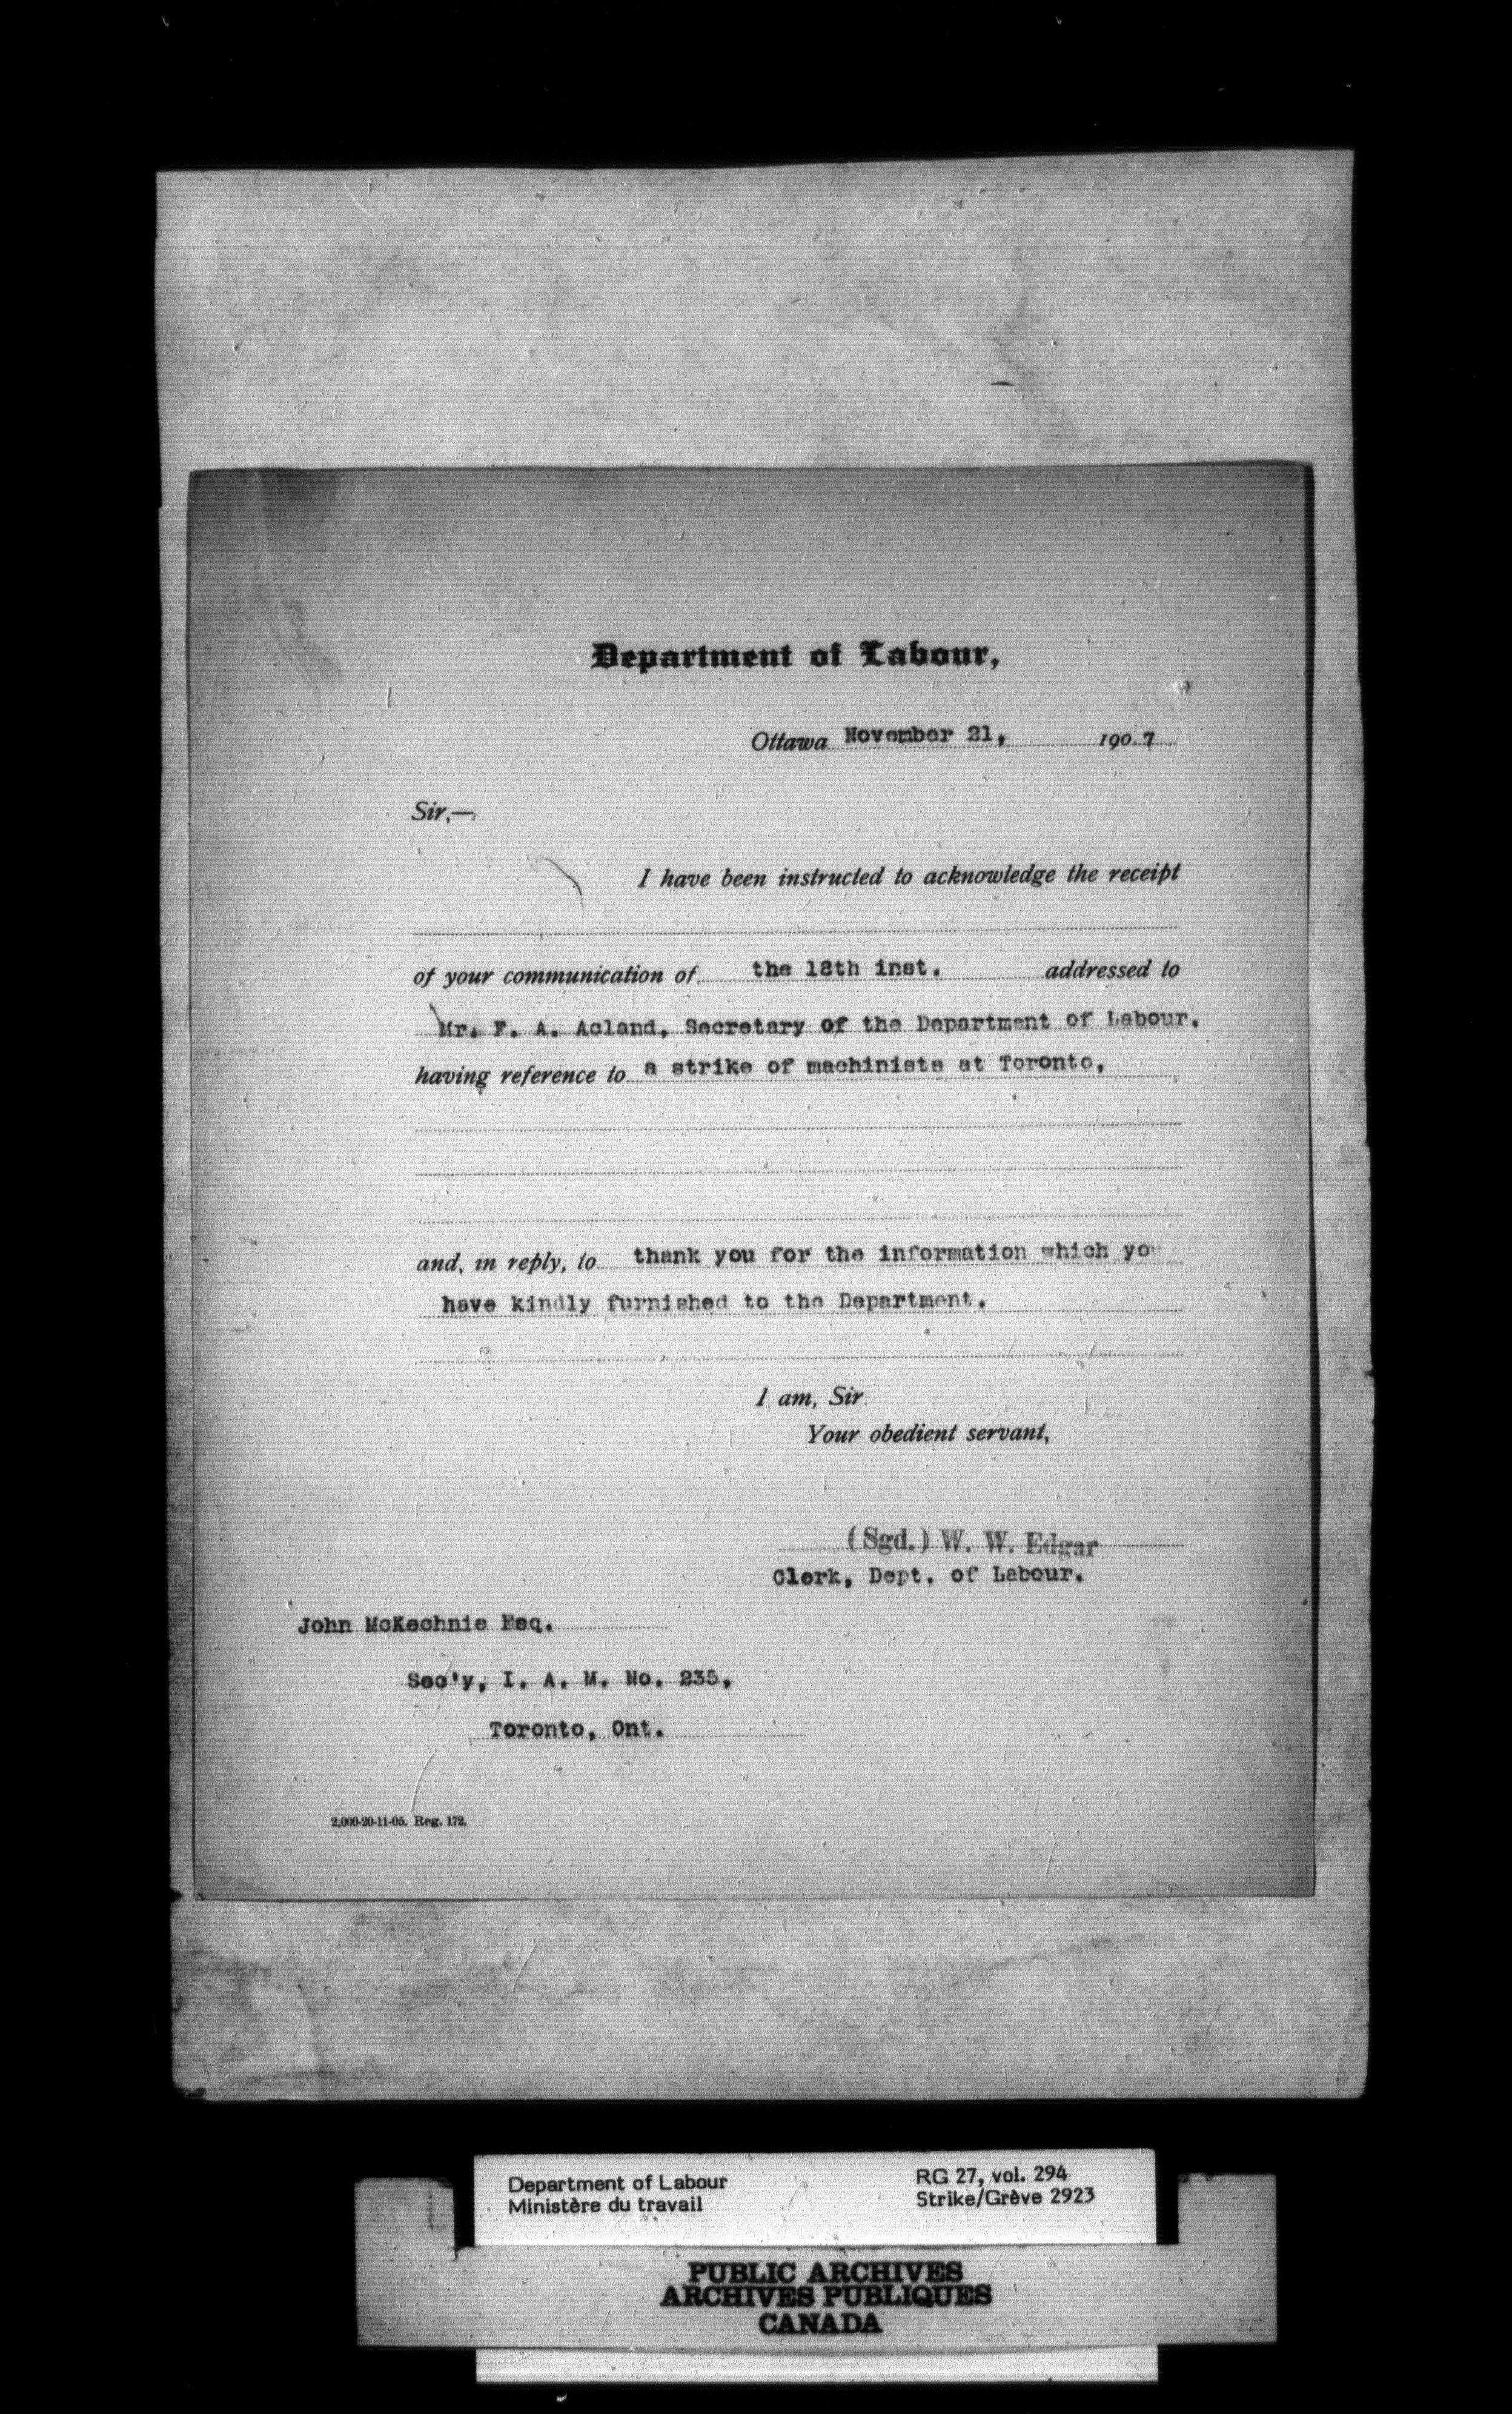 Department of Labour,
Ottawa November 21, 1907
Sir,—
I have been instructed to acknowledge the receipt
of your communication of the 18th inst. addressed to
Mr. F. A. Acland, Secretary of the Department of Labour,
having reference to a strike of machinists at Toronto,
and, in reply, to thank you for the information which you
have kindly furnished to the Department.
I am, Sir
Your obedient servant,
(Sgd.) W. W. Edgar
Clerk, Dept. of Labour.
John McKechnie Esq.
Sec'y, I. A. M. No. 235,
Toronto, Ont.
2,000-20-11-05. Reg. 172.
Department of Labour RG 27, vol. 294
Ministère du travail Strike/Grève 2923
PUBLIC ARCHIVES
ARCHIVES PUBLIQUES
CANADA